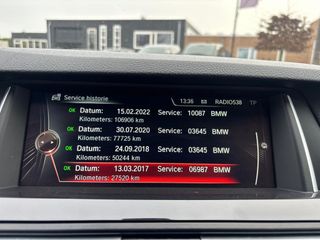 Service historie 13:36 RADIO538 TP
OK Datum: 15.02.2022 Service: 10087 BMW
Kilometers: 106906 km
OK Datum: 30.07.2020 Service: 03645 BMW
Kilometers: 77725 km
OK Datum: 24.09.2018 Service: 03645 BMW
Kilometers: 50244 km
OK Datum: 13.03.2017 Service: 06987 BMW
Kilometers: 27520 km